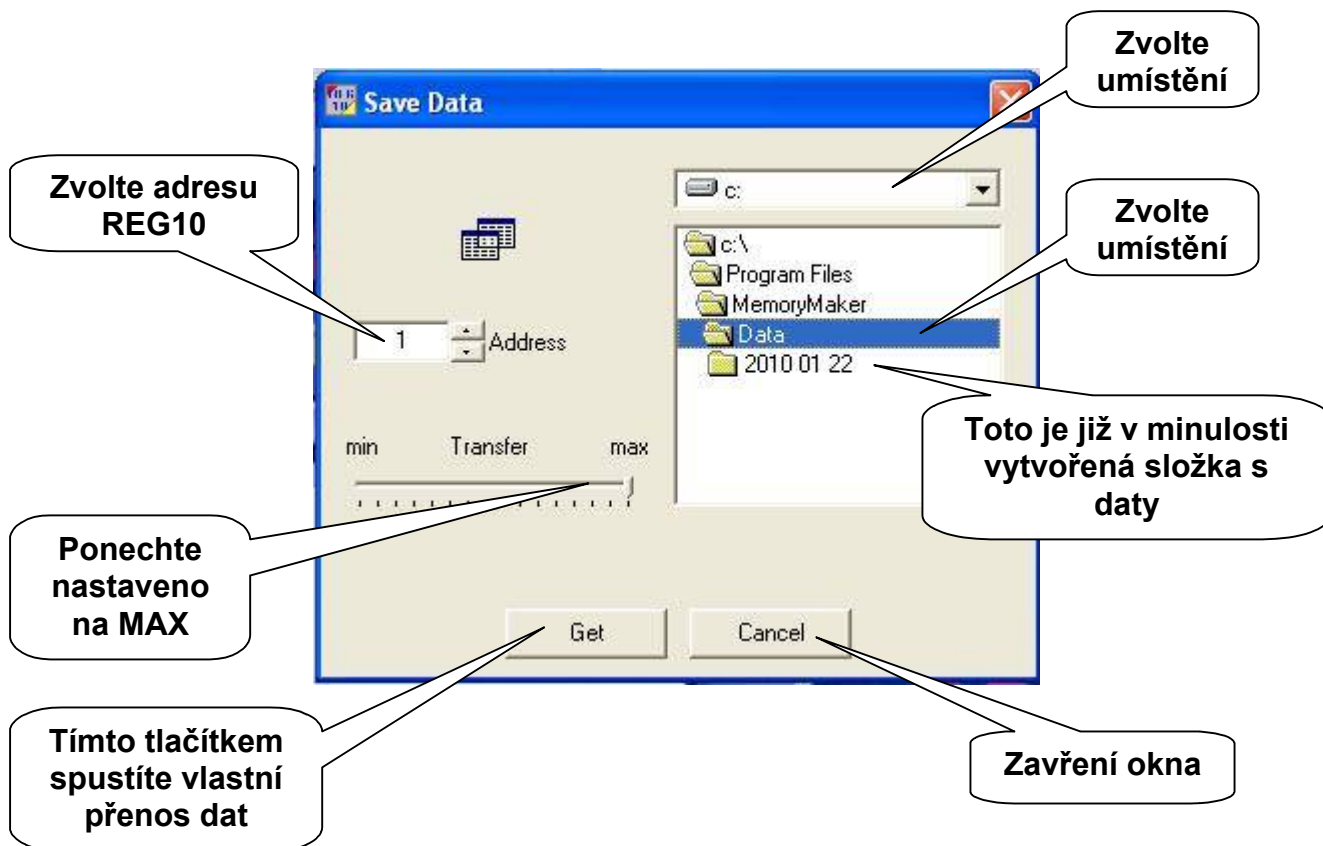 Zvolte
umístění
Save Data
Zvolte adresu
REG10
c:
Zvolte
umístění
c:\
Program Files
MemoryMaker
Data
2010 01 22
1
Address
Toto je již v minulosti
vytvořená složka s
daty
min Transfer max
Ponechte
nastaveno
na MAX
Get Cancel
Tímto tlačítkem
spustíte vlastní
přenos dat
Zavření okna